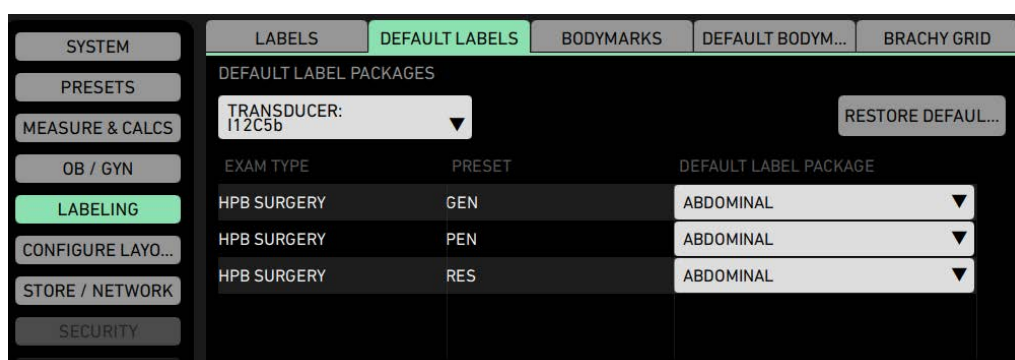 SYSTEM
PRESETS
MEASURE & CALCS
OB / GYN
LABELING
CONFIGURE LAYO...
STORE / NETWORK
SECURITY
LABELS DEFAULT LABELS BODYMARKS DEFAULT BODYM... BRACHY GRID
DEFAULT LABEL PACKAGES
TRANSDUCER:
I12C5b
RESTORE DEFAUL...
EXAM TYPE PRESET DEFAULT LABEL PACKAGE
HPB SURGERY GEN ABDOMINAL
HPB SURGERY PEN ABDOMINAL
HPB SURGERY RES ABDOMINAL